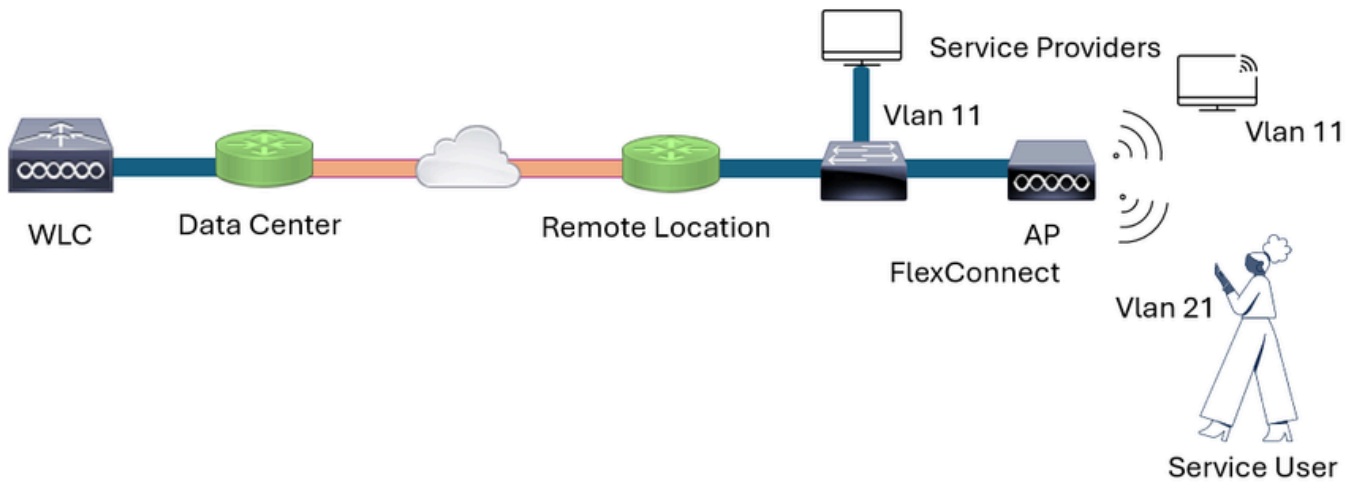 Service Providers
Vlan 11
Vlan 11
WLC
Data Center
Remote Location
AP
FlexConnect
Vlan 21
Service User